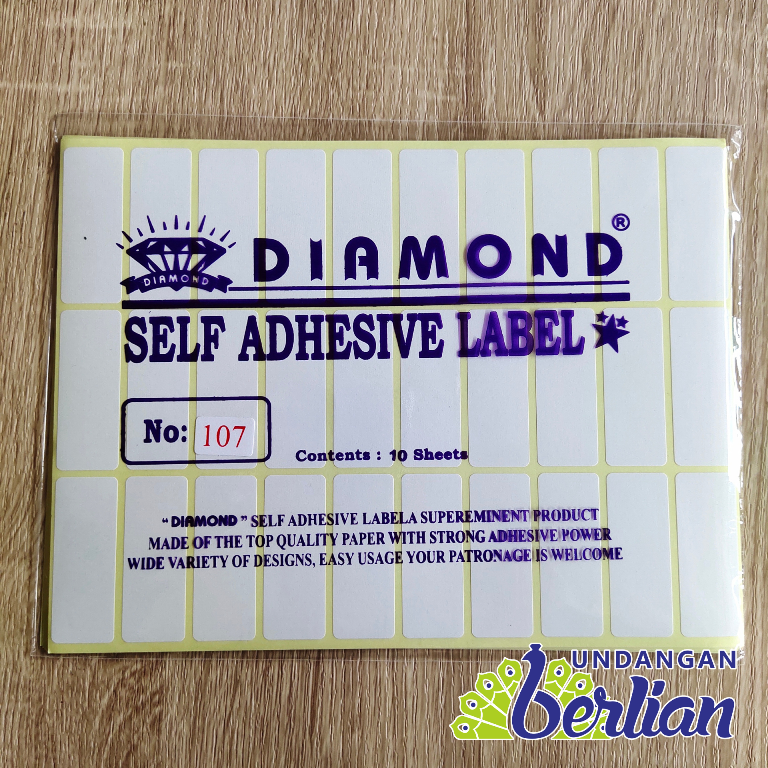 DIAMOND
DIAMOND®
SELF ADHESIVE LABEL
No: 107
Contents : 10 Sheets
“DIAMOND” SELF ADHESIVE LABELA SUPEREMINENT PRODUCT
MADE OF THE TOP QUALITY PAPER WITH STRONG ADHESIVE POWER
WIDE VARIETY OF DESIGNS, EASY USAGE YOUR PATRONAGE IS WELCOME
UNDANGAN
berlian